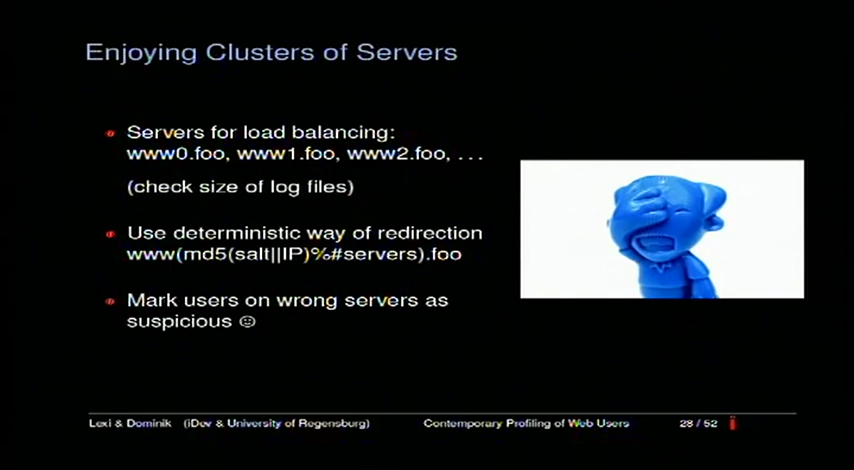 Enjoying Clusters of Servers
Servers for load balancing:
www0.foo, www1.foo, www2.foo, ...
(check size of log files)
Use deterministic way of redirection
www(md5(salt||IP)%#servers).foo
Mark users on wrong servers as
suspicious ☺
Lexi & Dominik (iDev & University of Regensburg) Contemporary Profiling of Web Users 28 / 52